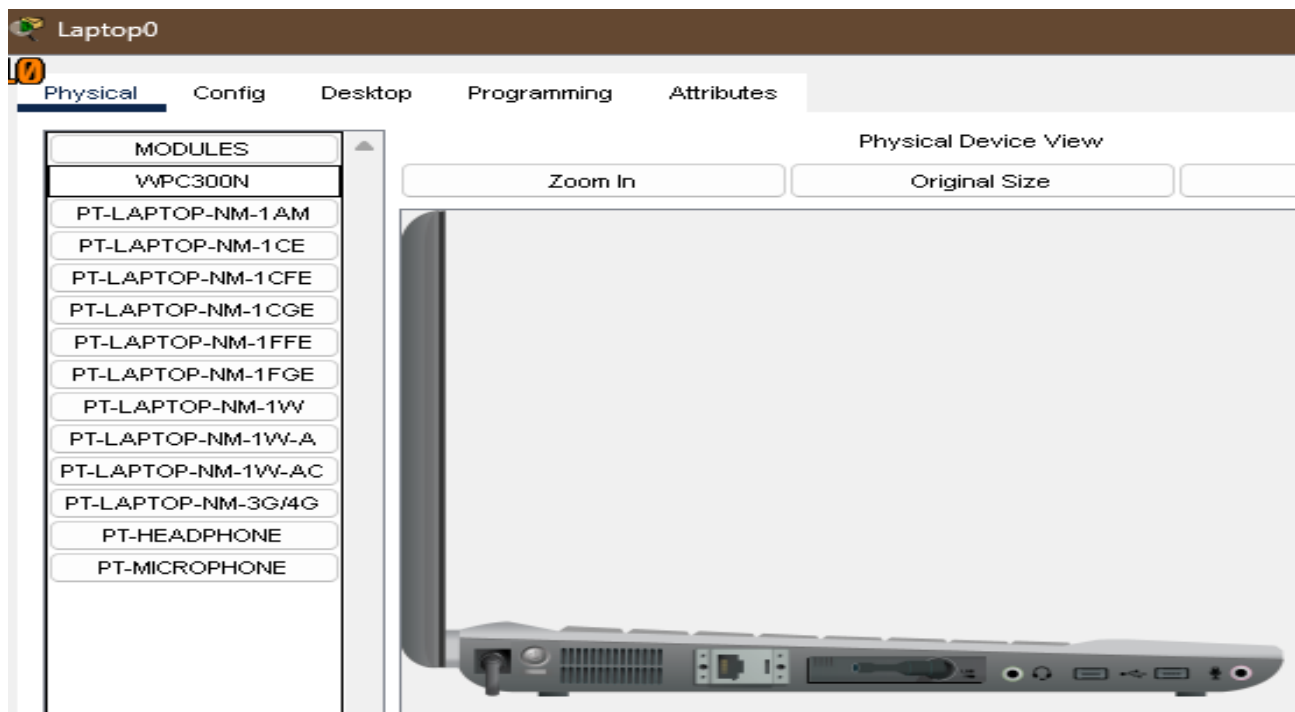 Laptop0
10
Physical Config Desktop Programming Attributes
MODULES
WPC300N
PT-LAPTOP-NM-1AM
PT-LAPTOP-NM-1CE
PT-LAPTOP-NM-1CFE
PT-LAPTOP-NM-1CGE
PT-LAPTOP-NM-1FFE
PT-LAPTOP-NM-1FGE
PT-LAPTOP-NM-1W
PT-LAPTOP-NM-1W-A
PT-LAPTOP-NM-1W-AC
PT-LAPTOP-NM-3G/4G
PT-HEADPHONE
PT-MICROPHONE
Physical Device View
Zoom In Original Size